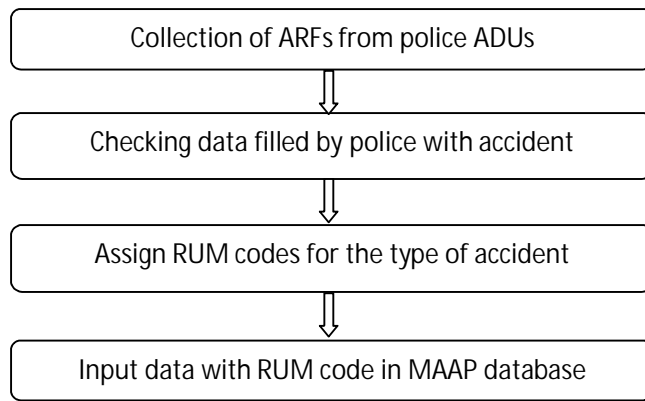 Collection of ARFs from police ADUs
Checking data filled by police with accident
Assign RUM codes for the type of accident
Input data with RUM code in MAAP database